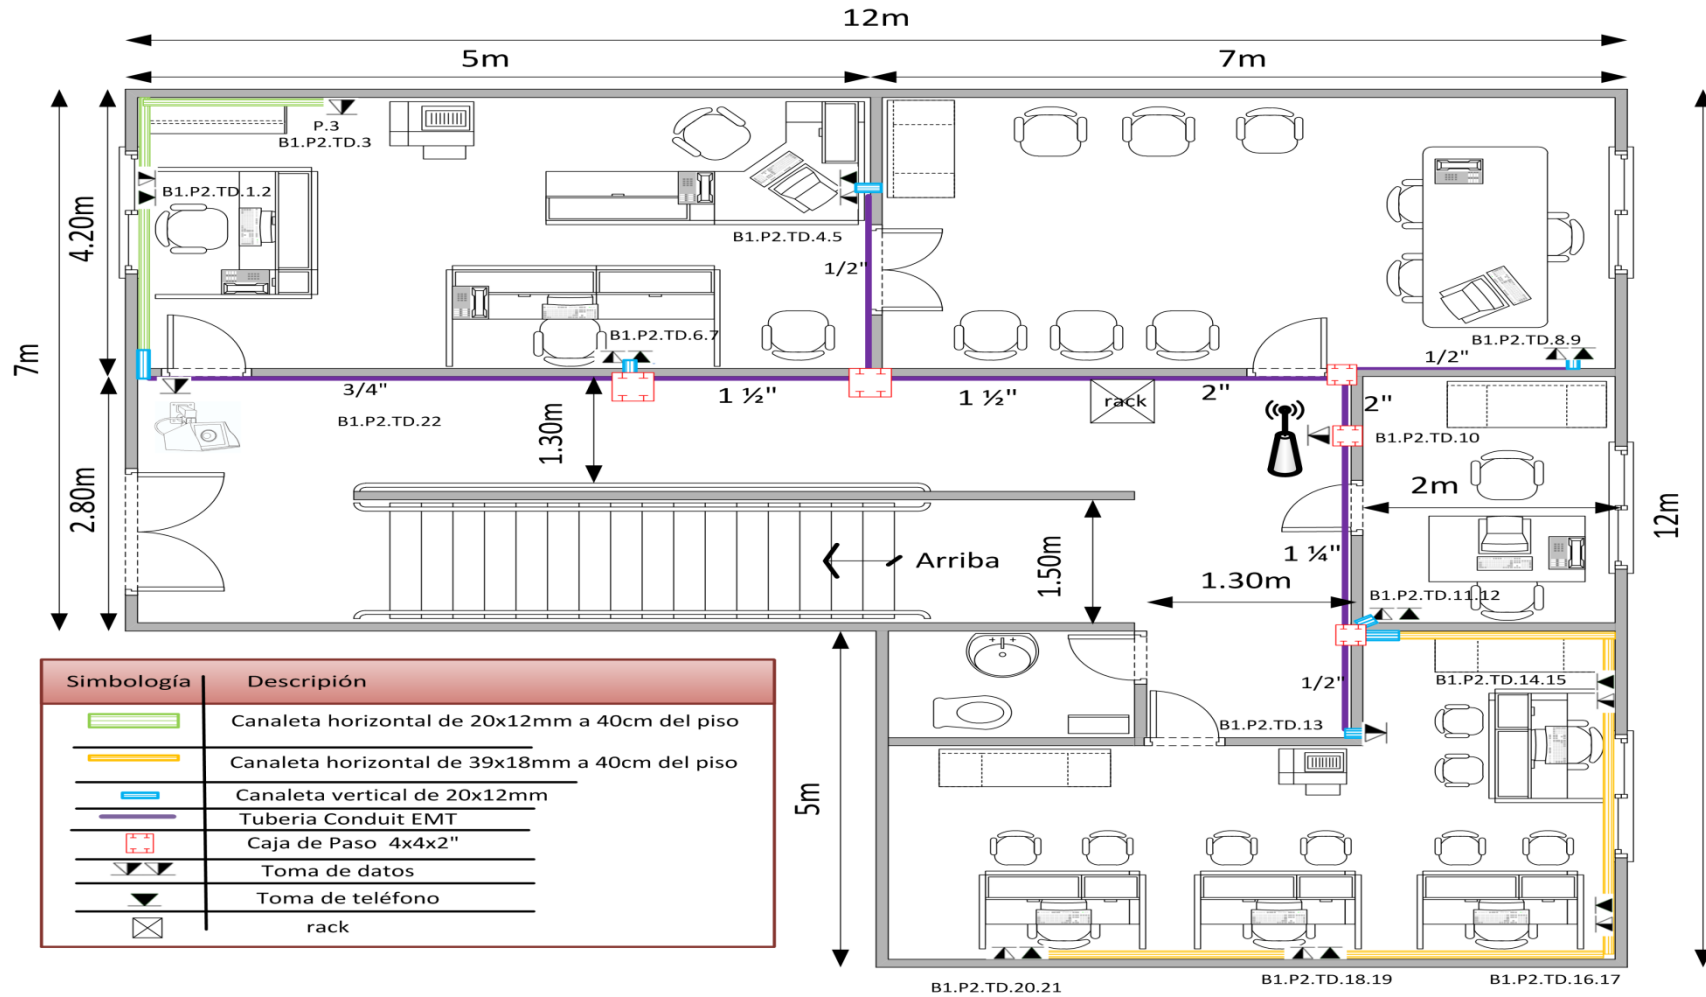 12m
5m
7m
P.3
B1.P2.TD.3
B1.P2.TD.1.2
4.20m
B1.P2.TD.4.5
1/2"
B1.P2.TD.6.7
B1.P2.TD.8.9
1/2"
7m
3/4"
1 ½"
1 ½"
rack
2"
2"
B1.P2.TD.22
1.30m
B1.P2.TD.10
2.80m
2m
12m
Arriba
1.50m
1 ¼"
1.30m
B1.P2.TD.11.12
Simbología
Descripión
Canaleta horizontal de 20x12mm a 40cm del piso
Canaleta horizontal de 39x18mm a 40cm del piso
Canaleta vertical de 20x12mm
Tuberia Conduit EMT
Caja de Paso 4x4x2"
Toma de datos
Toma de teléfono
rack
1/2"
B1.P2.TD.14.15
B1.P2.TD.13
5m
B1.P2.TD.20.21
B1.P2.TD.18.19
B1.P2.TD.16.17